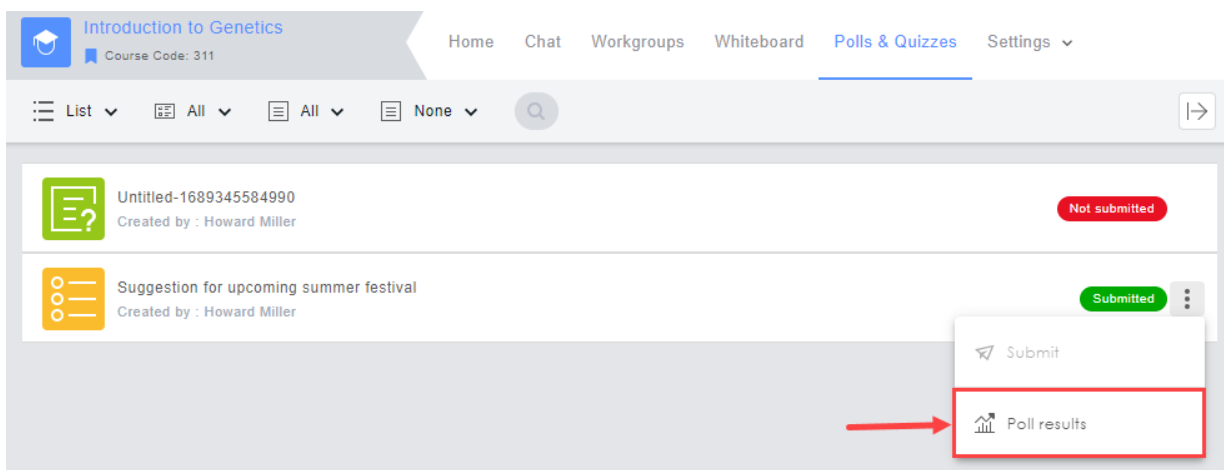 Introduction to Genetics
Course Code: 311
Home Chat Workgroups Whiteboard Polls & Quizzes Settings
List All All None
Untitled-1689345584990
Created by : Howard Miller
Not submitted
Suggestion for upcoming summer festival
Created by : Howard Miller
Submitted
Submit
Poll results